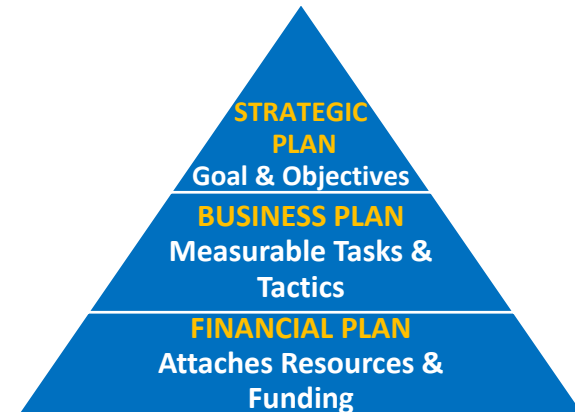 STRATEGIC
PLAN
Goal & Objectives
BUSINESS PLAN
Measurable Tasks &
Tactics
FINANCIAL PLAN
Attaches Resources &
Funding